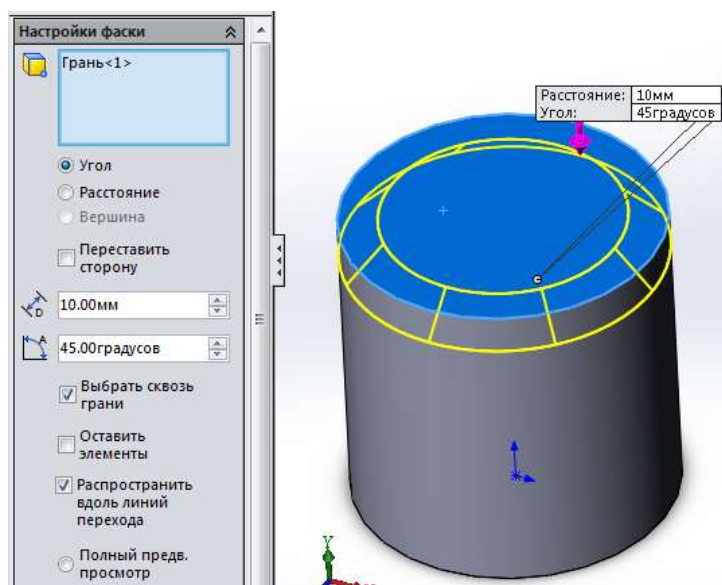 Настройки фаски
Грань<1>
Угол
Расстояние
Вершина
Переставить
сторону
D
10.00мм
A
45.00градусов
Выбрать сквозь
грани
Оставить
элементы
Распространить
вдоль линий
перехода
Полный предв.
просмотр
Расстояние: 10мм
Угол: 45градусов
Y